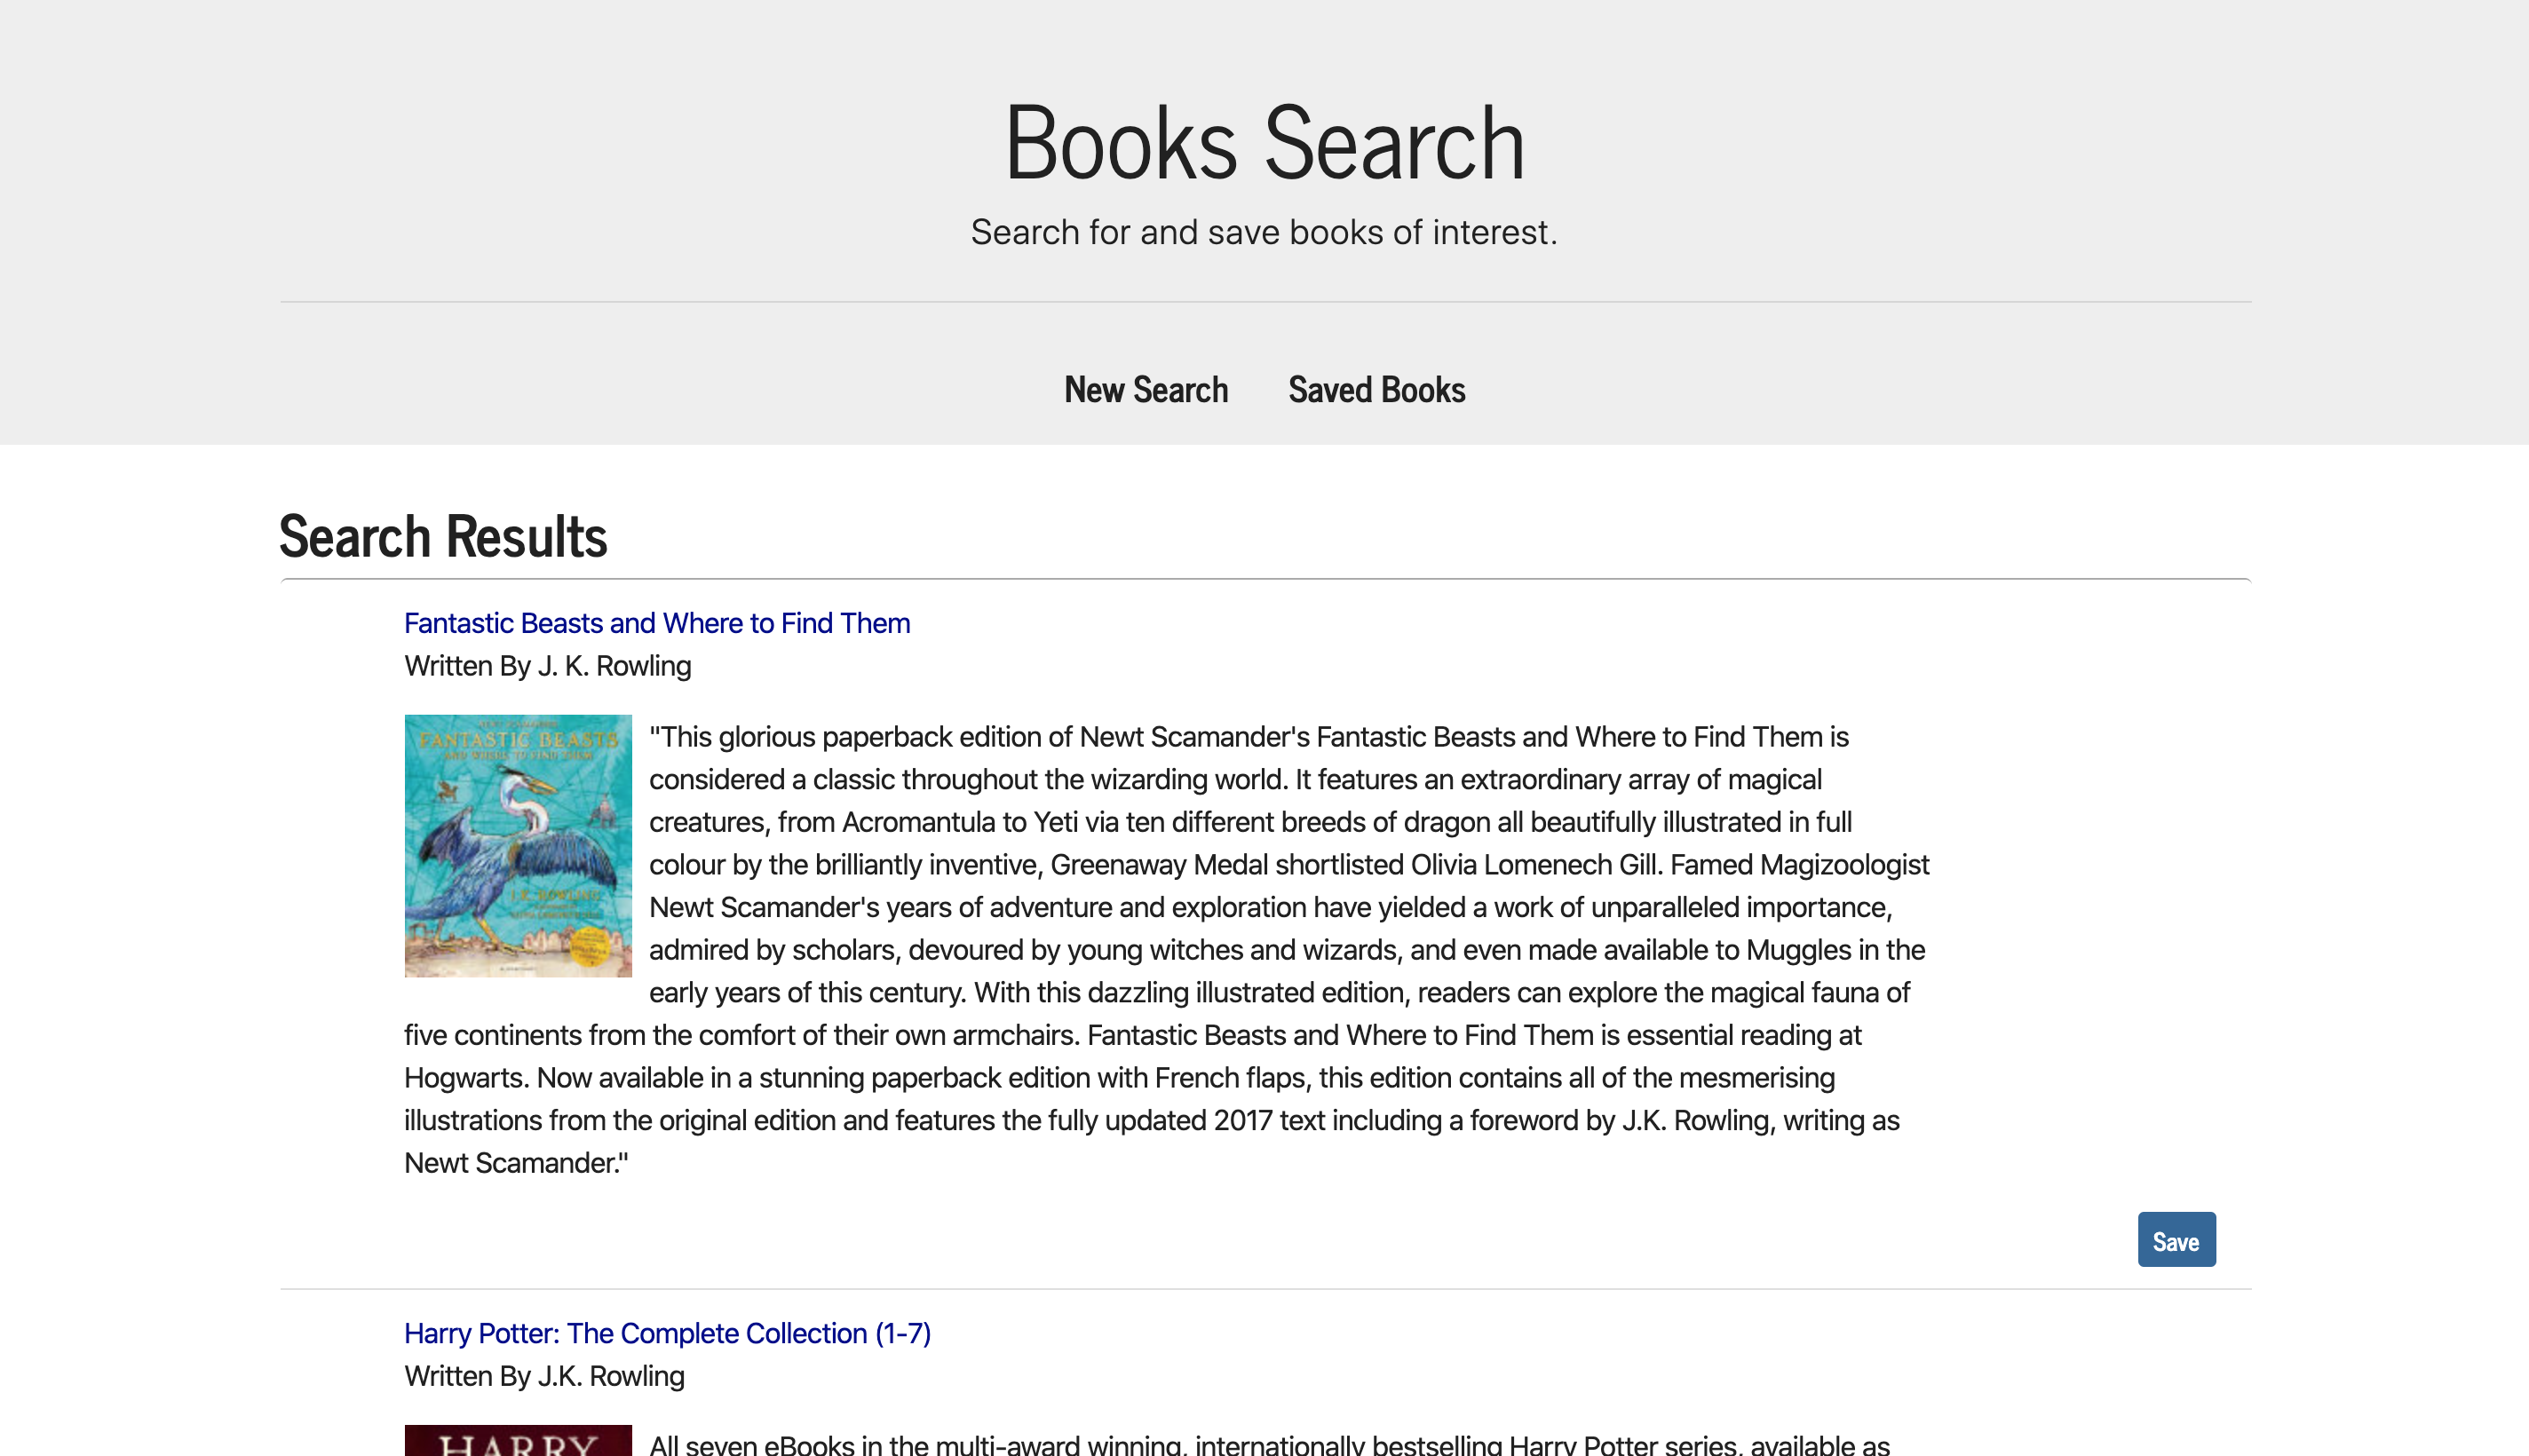 Books Search
Search for and save books of interest.
New Search Saved Books
Search Results
Fantastic Beasts and Where to Find Them
Written By J. K. Rowling
FANTASTIC BEASTS
AND WHERE TO FIND THEM
J.K. ROWLING
"This glorious paperback edition of Newt Scamander's Fantastic Beasts and Where to Find Them is
considered a classic throughout the wizarding world. It features an extraordinary array of magical
creatures, from Acromantula to Yeti via ten different breeds of dragon all beautifully illustrated in full
colour by the brilliantly inventive, Greenaway Medal shortlisted Olivia Lomenech Gill. Famed Magizoologist
Newt Scamander's years of adventure and exploration have yielded a work of unparalleled importance,
admired by scholars, devoured by young witches and wizards, and even made available to Muggles in the
early years of this century. With this dazzling illustrated edition, readers can explore the magical fauna of
five continents from the comfort of their own armchairs. Fantastic Beasts and Where to Find Them is essential reading at
Hogwarts. Now available in a stunning paperback edition with French flaps, this edition contains all of the mesmerising
illustrations from the original edition and features the fully updated 2017 text including a foreword by J.K. Rowling, writing as
Newt Scamander."
Save
Harry Potter: The Complete Collection (1-7)
Written By J.K. Rowling
HARRY
All seven eBooks in the multi-award winning, internationally bestselling Harry Potter series, available as